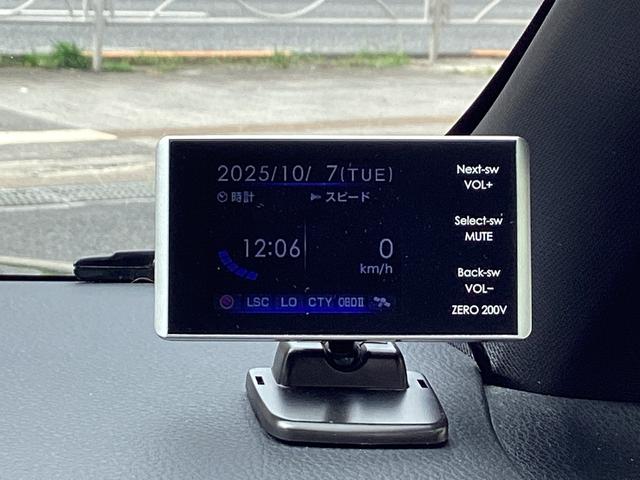 2025/10/ 7(TUE)
時計 スピード
12:06 0
km/h
LSC LO CTY OBDⅡ
Next-sw
VOL+
Select-sw
MUTE
Back-sw
VOL−
ZERO 200V